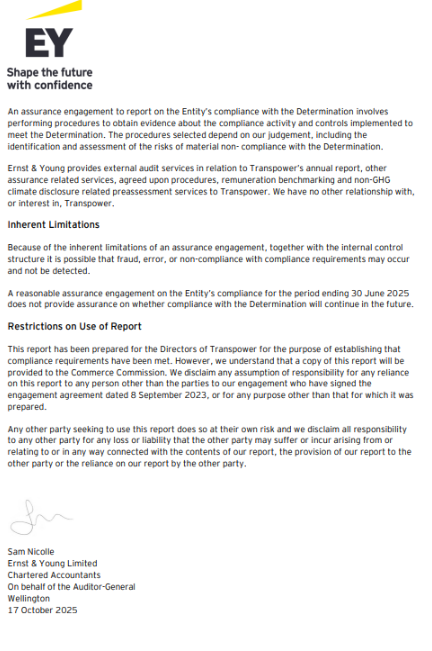 EY
Shape the future
with confidence
An assurance engagement to report on the Entity's compliance with the Determination involves
performing procedures to obtain evidence about the compliance activity and controls implemented to
meet the Determination. The procedures selected depend on our judgement, including the
identification and assessment of the risks of material non- compliance with the Determination.
Ernst & Young provides external audit services in relation to Transpower's annual report, other
assurance related services, agreed upon procedures, remuneration benchmarking and non-GHG
climate disclosure related preassessment services to Transpower. We have no other relationship with,
or interest in, Transpower.
Inherent Limitations
Because of the inherent limitations of an assurance engagement, together with the internal control
structure it is possible that fraud, error, or non-compliance with compliance requirements may occur
and not be detected.
A reasonable assurance engagement on the Entity's compliance for the period ending 30 June 2025
does not provide assurance on whether compliance with the Determination will continue in the future.
Restrictions on Use of Report
This report has been prepared for the Directors of Transpower for the purpose of establishing that
compliance requirements have been met. However, we understand that a copy of this report will be
provided to the Commerce Commission. We disclaim any assumption of responsibility for any reliance
on this report to any person other than the parties to our engagement who have signed the
engagement agreement dated 8 September 2023, or for any purpose other than that for which it was
prepared.
Any other party seeking to use this report does so at their own risk and we disclaim all responsibility
to any other party for any loss or liability that the other party may suffer or incur arising from or
relating to or in any way connected with the contents of our report, the provision of our report to the
other party or the reliance on our report by the other party.
Sam Nicolle
Ernst & Young Limited
Chartered Accountants
On behalf of the Auditor-General
Wellington
17 October 2025